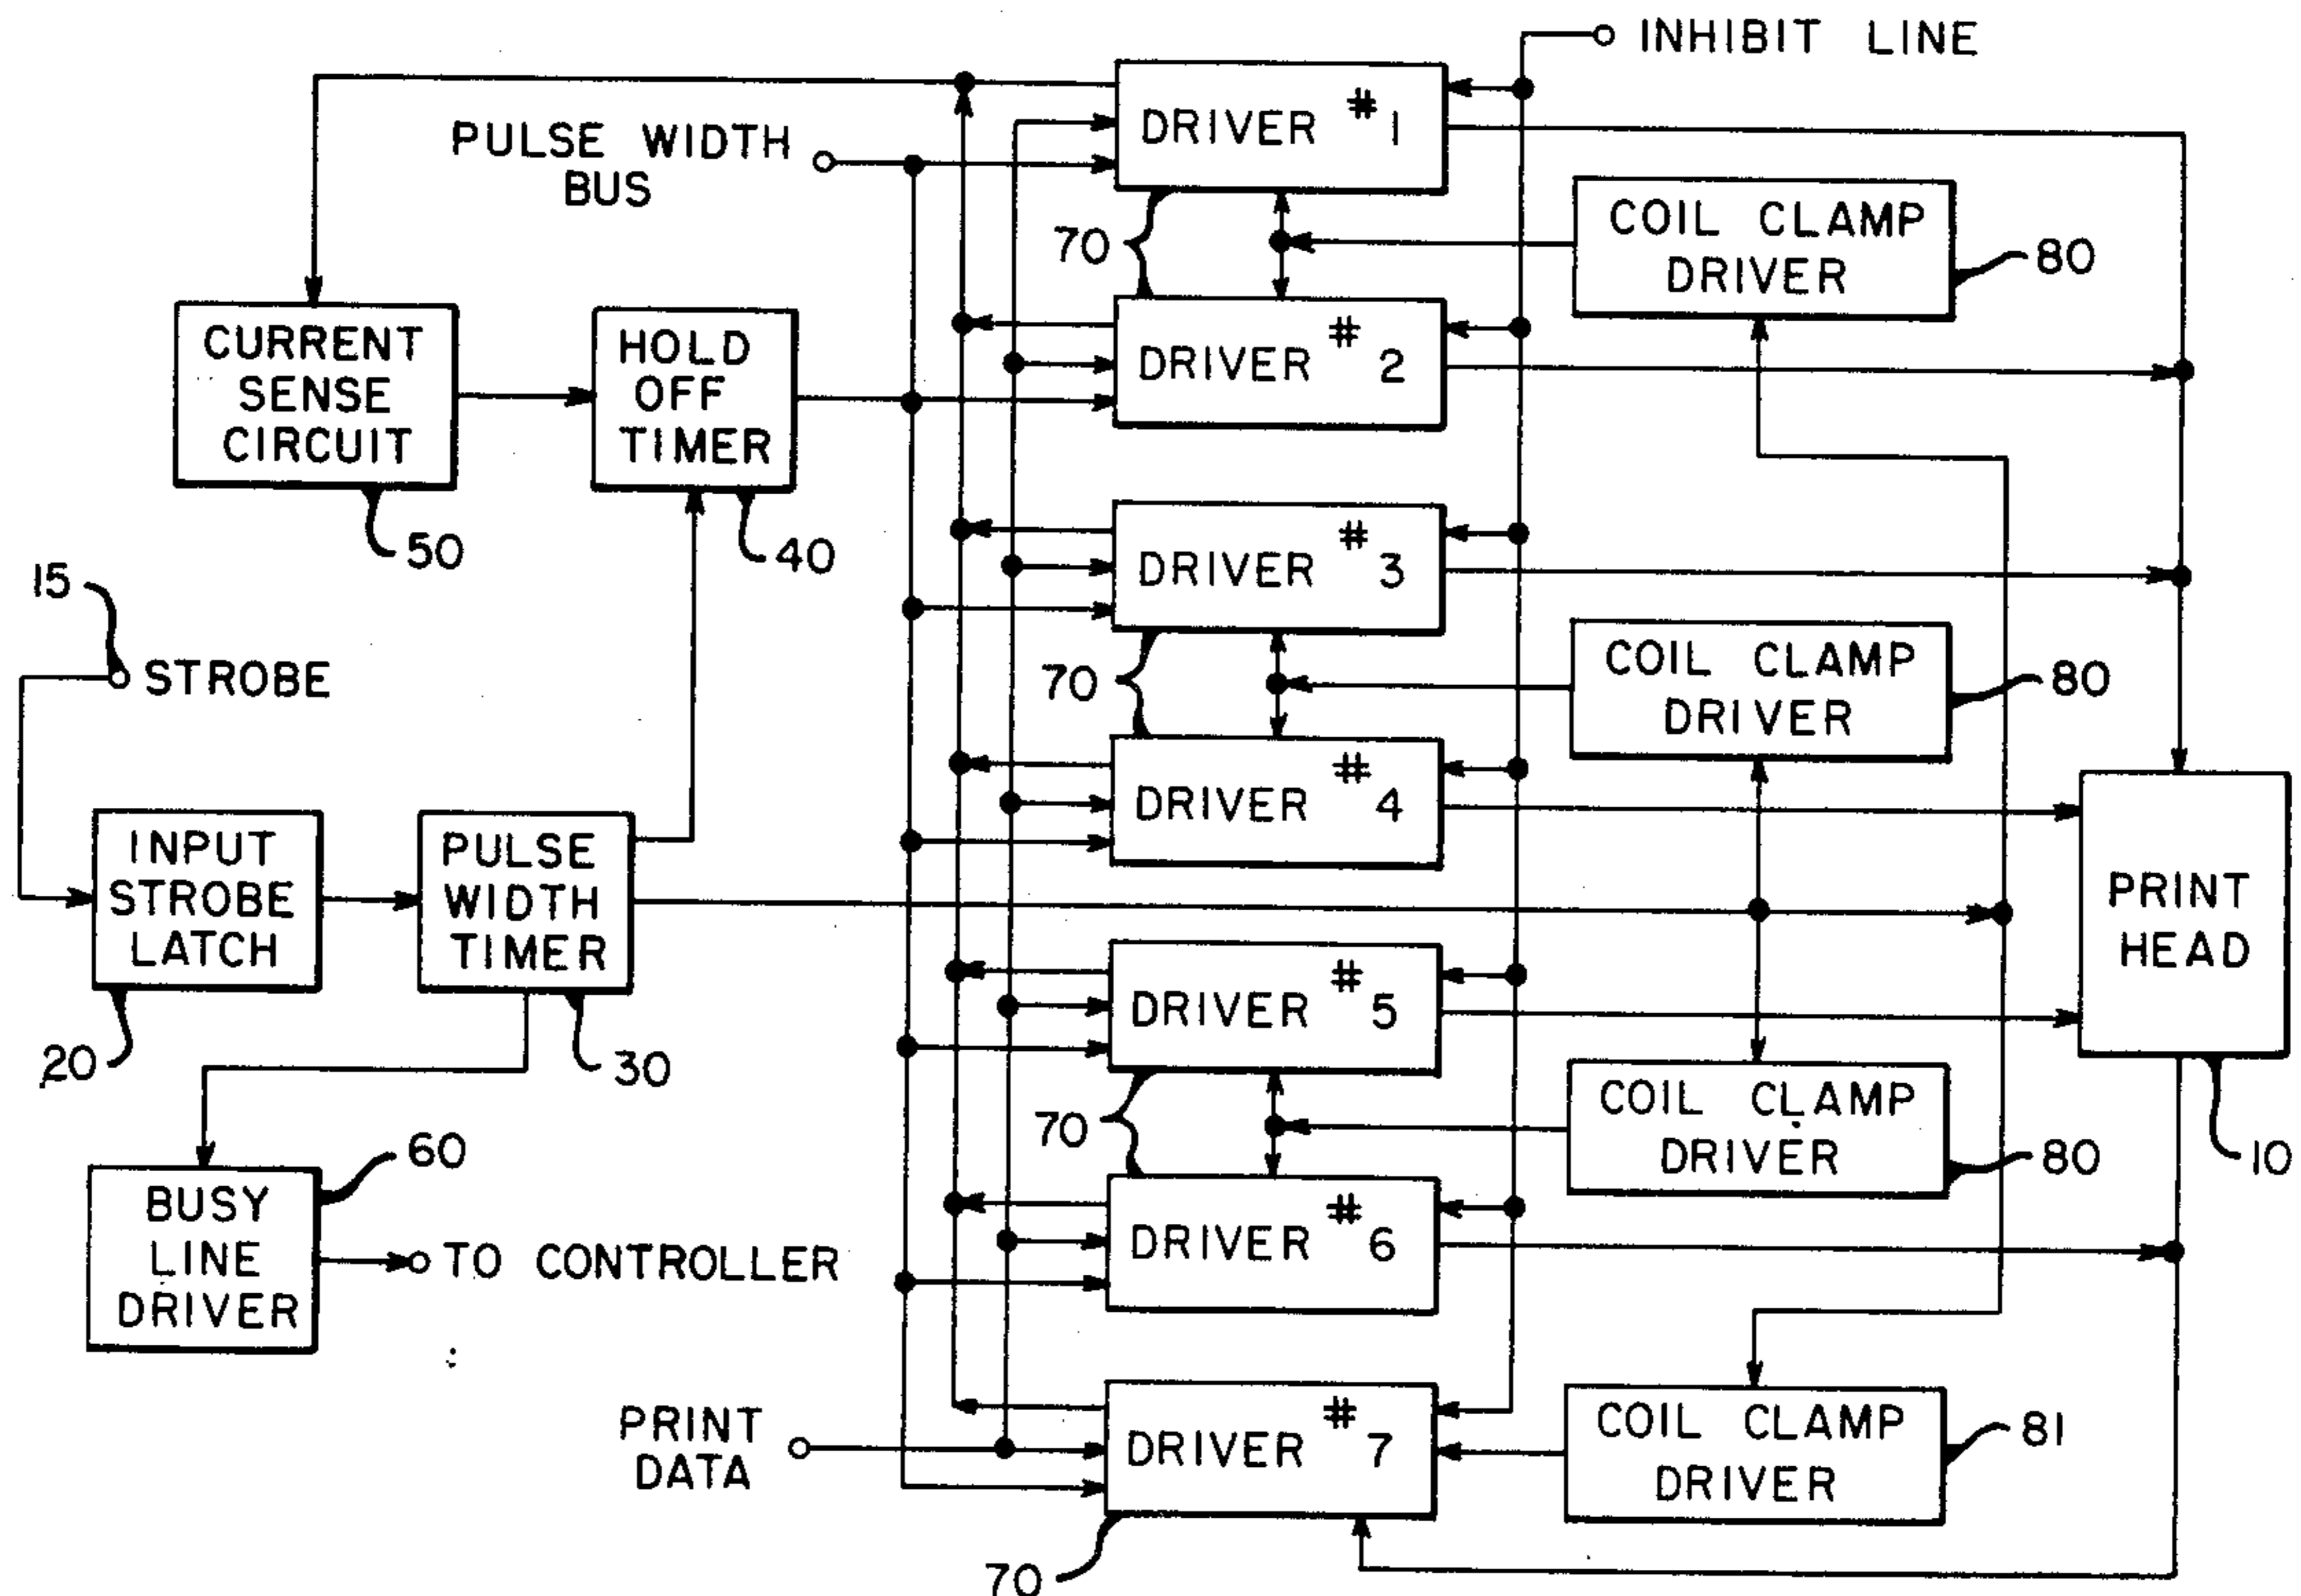 INHIBIT LINE
DRIVER #1
PULSE WIDTH
BUS
COIL CLAMP
DRIVER
80
70
CURRENT
SENSE
CIRCUIT
50
HOLD
OFF
TIMER
40
DRIVER #2
DRIVER #3
15
STROBE
70
COIL CLAMP
DRIVER
80
DRIVER #4
INPUT
STROBE
LATCH
20
PULSE
WIDTH
TIMER
30
PRINT
HEAD
10
DRIVER #5
70
COIL CLAMP
DRIVER
80
60
BUSY
LINE
DRIVER
TO CONTROLLER
DRIVER #6
PRINT
DATA
DRIVER #7
70
COIL CLAMP
DRIVER
81